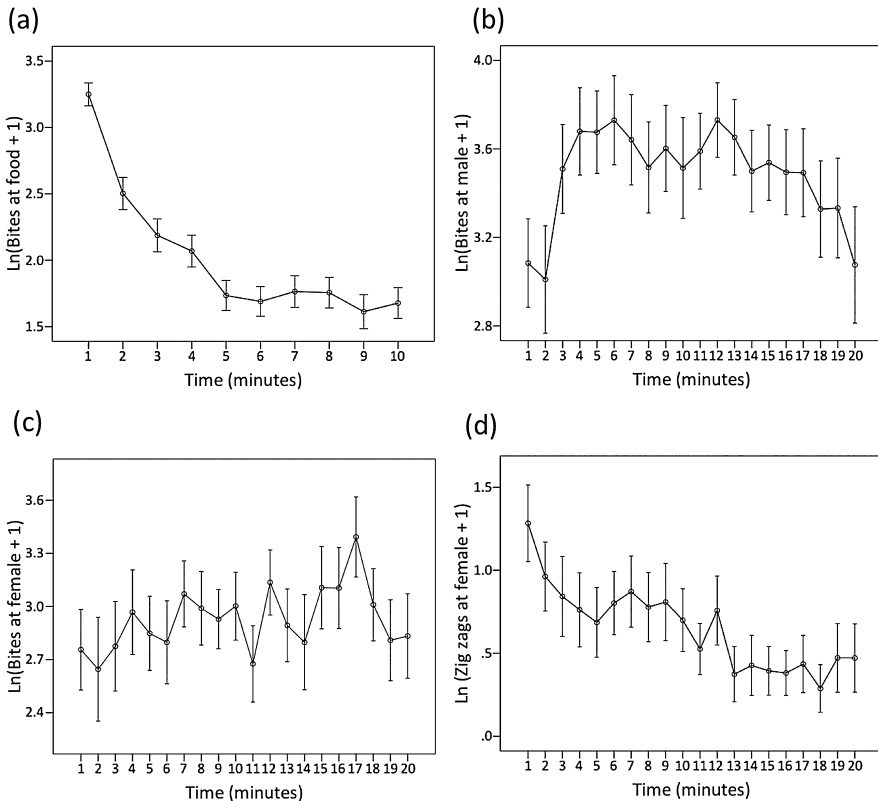 (a)
3.5
3.0
2.5
2.0
1.5
Ln(Bites at food + 1)
1 2 3 4 5 6 7 8 9 10
Time (minutes)
(b)
4.0
3.6
3.2
2.8
Ln(Bites at male + 1)
1 2 3 4 5 6 7 8 9 10 11 12 13 14 15 16 17 18 19 20
Time (minutes)
(c)
3.6
3.3
3.0
2.7
2.4
Ln(Bites at female + 1)
1 2 3 4 5 6 7 8 9 10 11 12 13 14 15 16 17 18 19 20
Time (minutes)
(d)
1.5
1.0
.5
.0
Ln (Zig zags at female + 1)
1 2 3 4 5 6 7 8 9 10 11 12 13 14 15 16 17 18 19 20
Time (minutes)